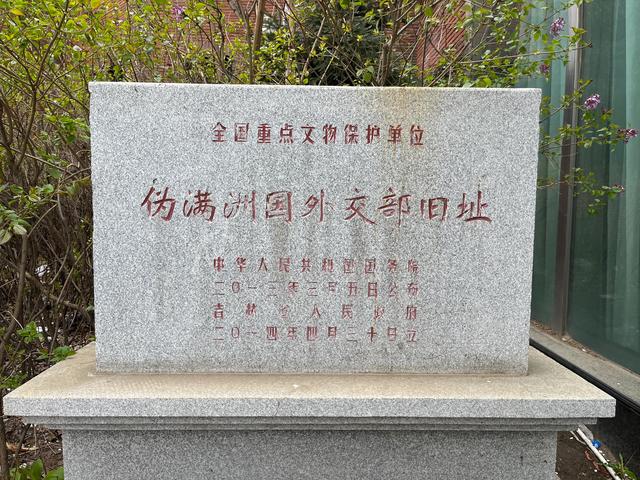 全国重点文物保护单位
伪满洲国外交部旧址
中华人民共和国国务院
二〇一三年三月五日公布
吉林省人民政府
二〇一四年四月三十日立